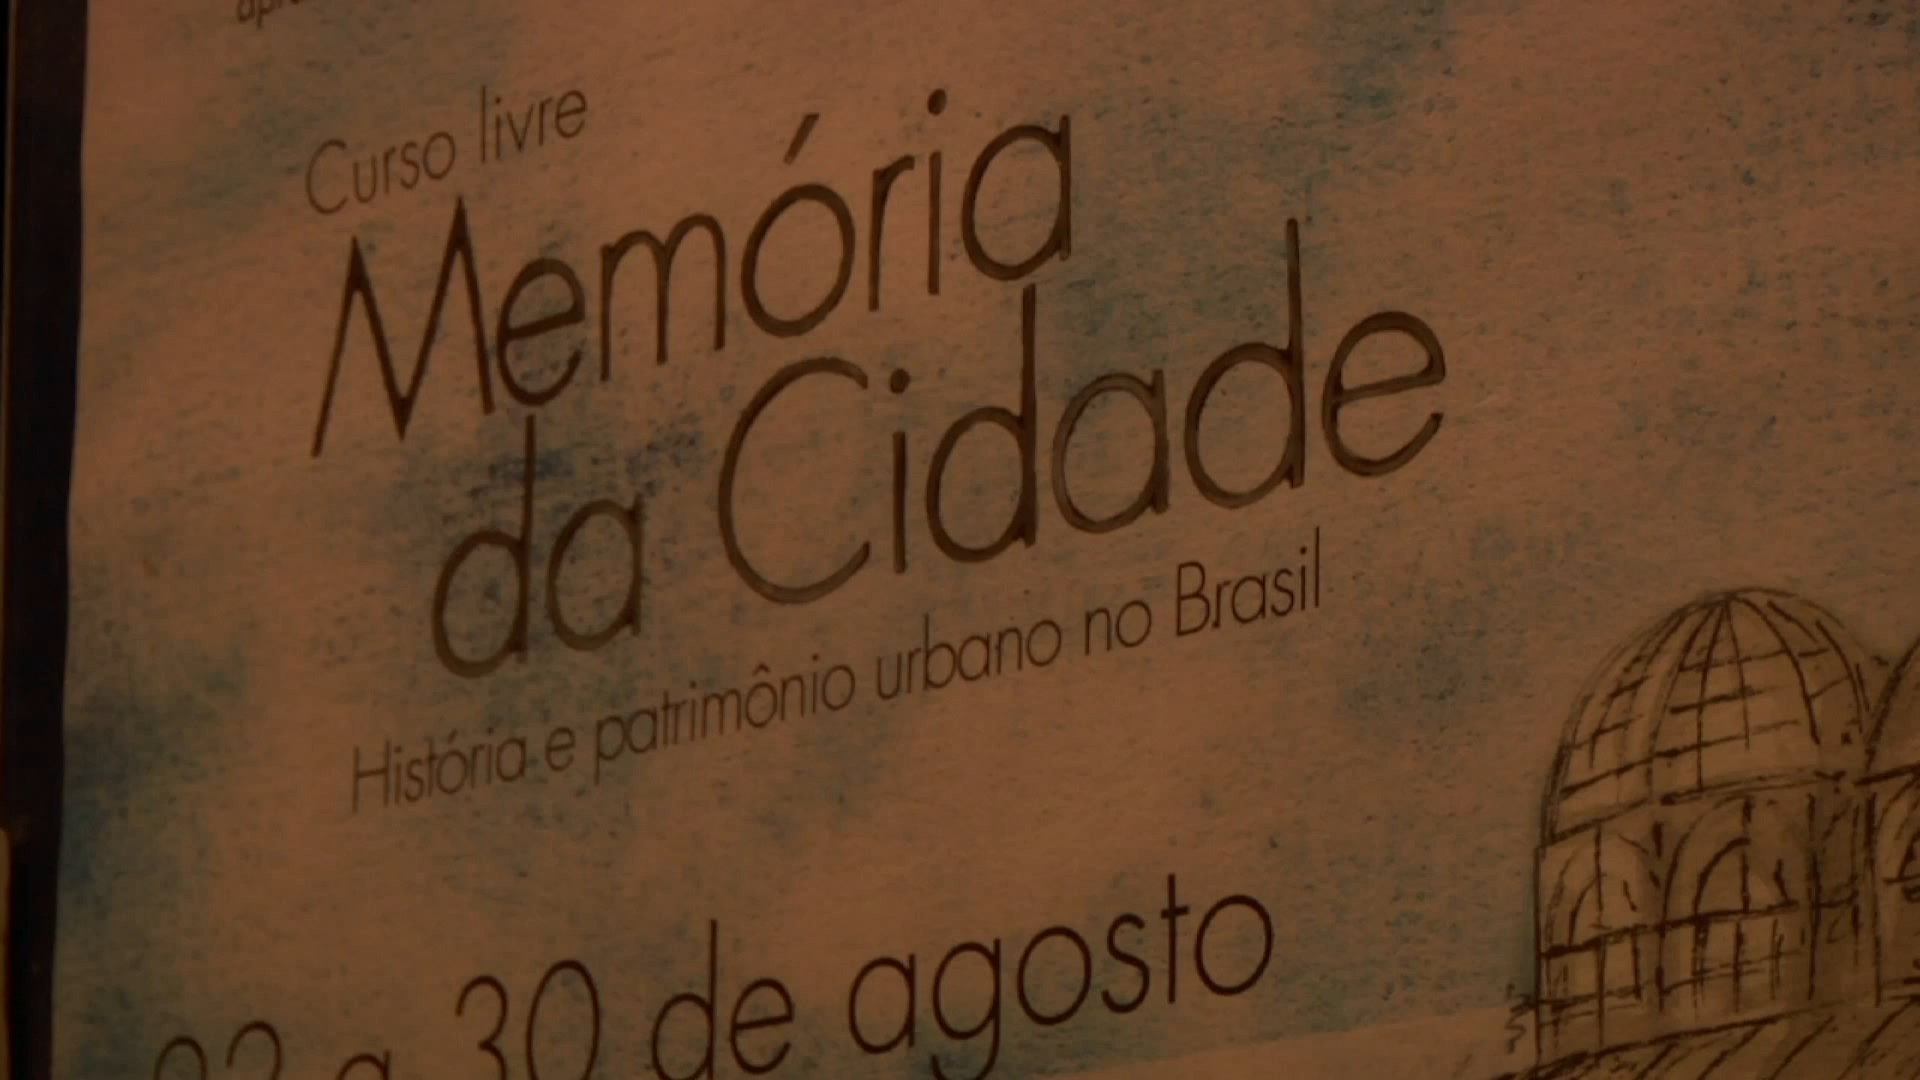 Curso livre
Memória
da Cidade
História e patrimônio urbano no Brasil
a 30 de agosto